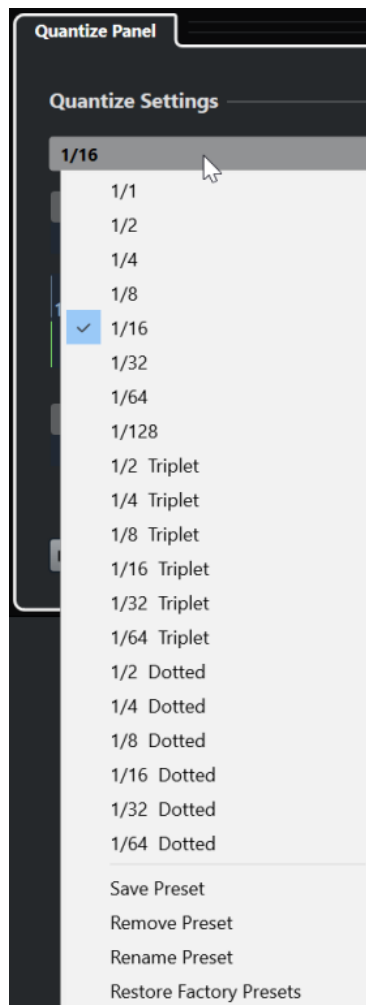 Quantize Panel
Quantize Settings
1/16
1/1
1/2
1/4
1/8
1/16
1/32
1/64
1/128
1/2 Triplet
1/4 Triplet
1/8 Triplet
1/16 Triplet
1/32 Triplet
1/64 Triplet
1/2 Dotted
1/4 Dotted
1/8 Dotted
1/16 Dotted
1/32 Dotted
1/64 Dotted
Save Preset
Remove Preset
Rename Preset
Restore Factory Presets